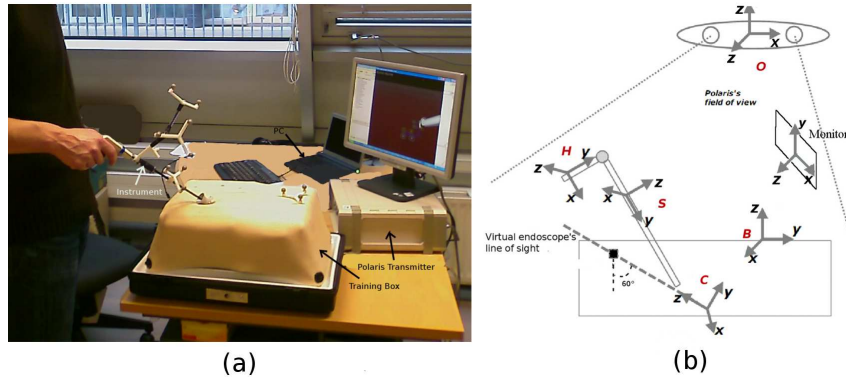 PC
Instrument
Polaris Transmitter
Training Box
(a)
z
z
x
O
Polaris's
field of view
y
Monitor
z
x
H
y
z
x
z
x
S
y
Virtual endoscope's
line of sight
60°
z
B
y
x
C
z
y
x
(b)